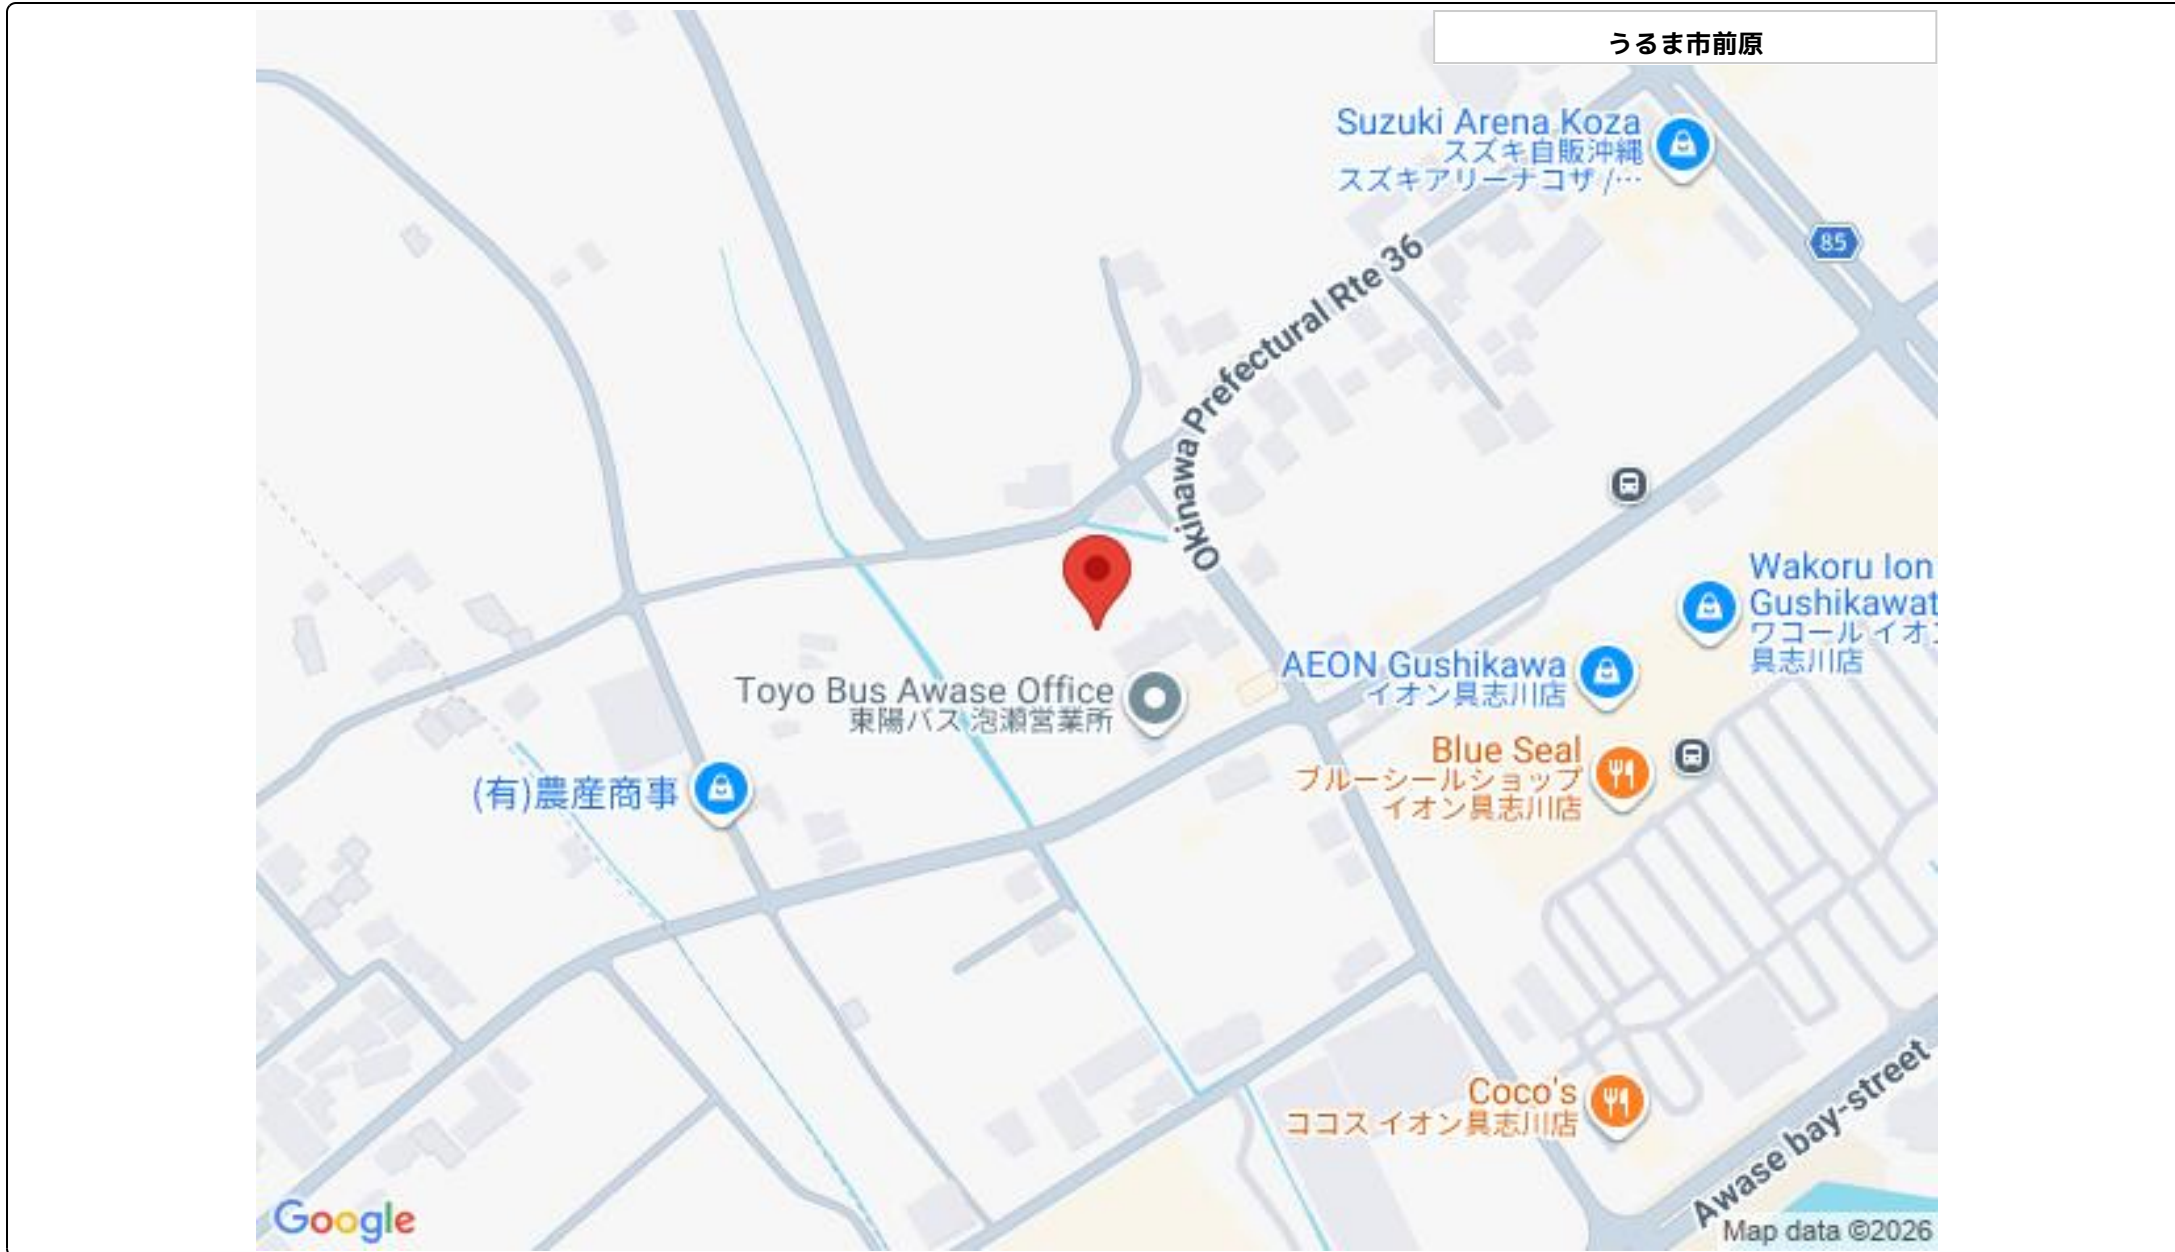 うるま市前原
Suzuki Arena Koza
スズキ自販沖縄
スズキアリーナコザ /…
85
Okinawa Prefectural Rte 36
Wakoru Ion
Gushikawat
ワコール イオン
具志川店
AEON Gushikawa
イオン具志川店
Toyo Bus Awase Office
東陽バス 泡瀬営業所
Blue Seal
ブルーシールショップ
イオン具志川店
(有)農産商事
Coco's
ココス イオン具志川店
Awase bay-street
Google
Map data ©2026